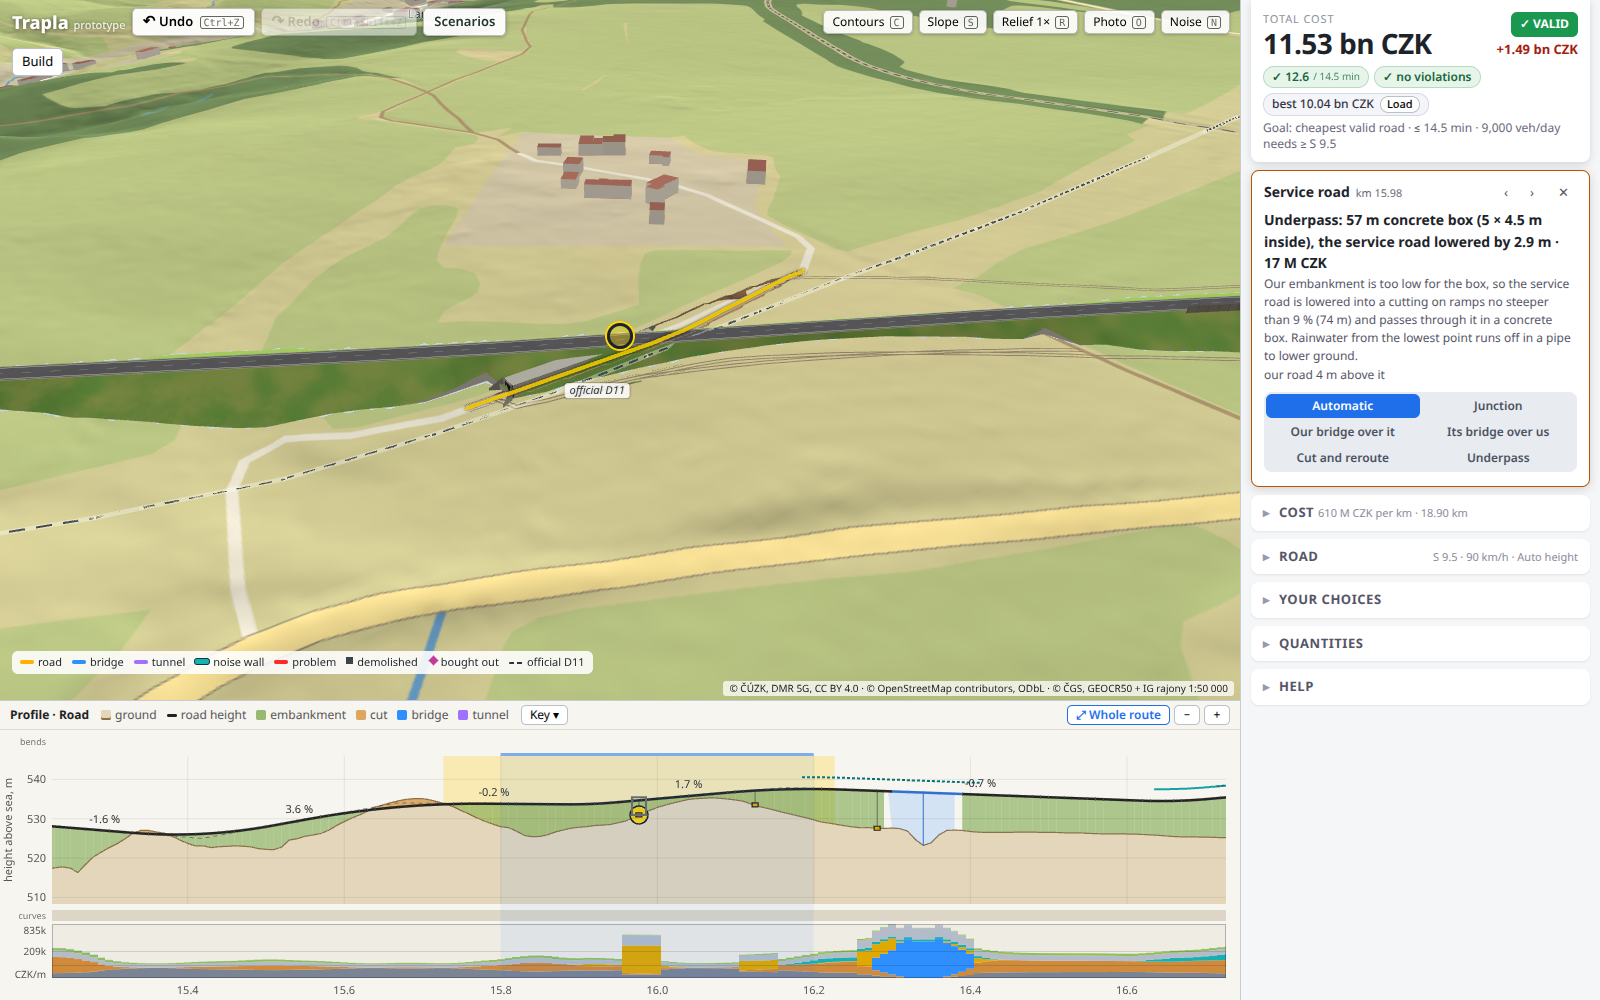 Trapla prototype
↶ Undo Ctrl+Z
↷ Redo
Scenarios
Contours C
Slope S
Relief 1× R
Photo O
Noise N
Build
official D11
road
bridge
tunnel
noise wall
problem
demolished
bought out
official D11
© ČÚZK, DMR 5G, CC BY 4.0 · © OpenStreetMap contributors, ODbL · © ČGS, GEOCR50 + IG rajony 1:50 000
TOTAL COST
✓ VALID
11.53 bn CZK
+1.49 bn CZK
✓ 12.6 / 14.5 min
✓ no violations
best 10.04 bn CZK Load
Goal: cheapest valid road · ≤ 14.5 min · 9,000 veh/day
needs ≥ S 9.5
Service road km 15.98
‹ › ✕
Underpass: 57 m concrete box (5 × 4.5 m
inside), the service road lowered by 2.9 m ·
17 M CZK
Our embankment is too low for the box, so the service
road is lowered into a cutting on ramps no steeper
than 9 % (74 m) and passes through it in a concrete
box. Rainwater from the lowest point runs off in a pipe
to lower ground.
our road 4 m above it
Automatic
Junction
Our bridge over it
Its bridge over us
Cut and reroute
Underpass
▶ COST 610 M CZK per km · 18.90 km
▶ ROAD S 9.5 · 90 km/h · Auto height
▶ YOUR CHOICES
▶ QUANTITIES
▶ HELP
Profile · Road
ground
road height
embankment
cut
bridge
tunnel
Key ▾
⤢ Whole route
−
+
bends
height above sea, m
540
530
520
510
-1.6 %
3.6 %
-0.2 %
1.7 %
-0.7 %
curves
835k
209k
CZK/m
15.4
15.6
15.8
16.0
16.2
16.4
16.6